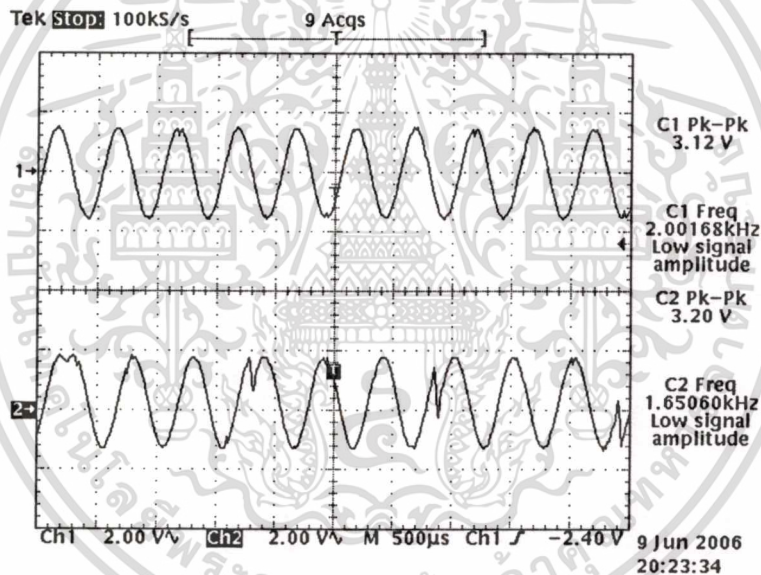 Tek Stop: 100kS/s
9 Acqs
T
1→
C1 Pk-Pk
3.12 V
C1 Freq
2.00168kHz
Low signal
amplitude
C2 Pk-Pk
3.20 V
T
2→
C2 Freq
1.65060kHz
Low signal
amplitude
Ch1 2.00 V∿ Ch2 2.00 V∿ M 500µs Ch1 ƒ -2.40 V
9 Jun 2006
20:23:34